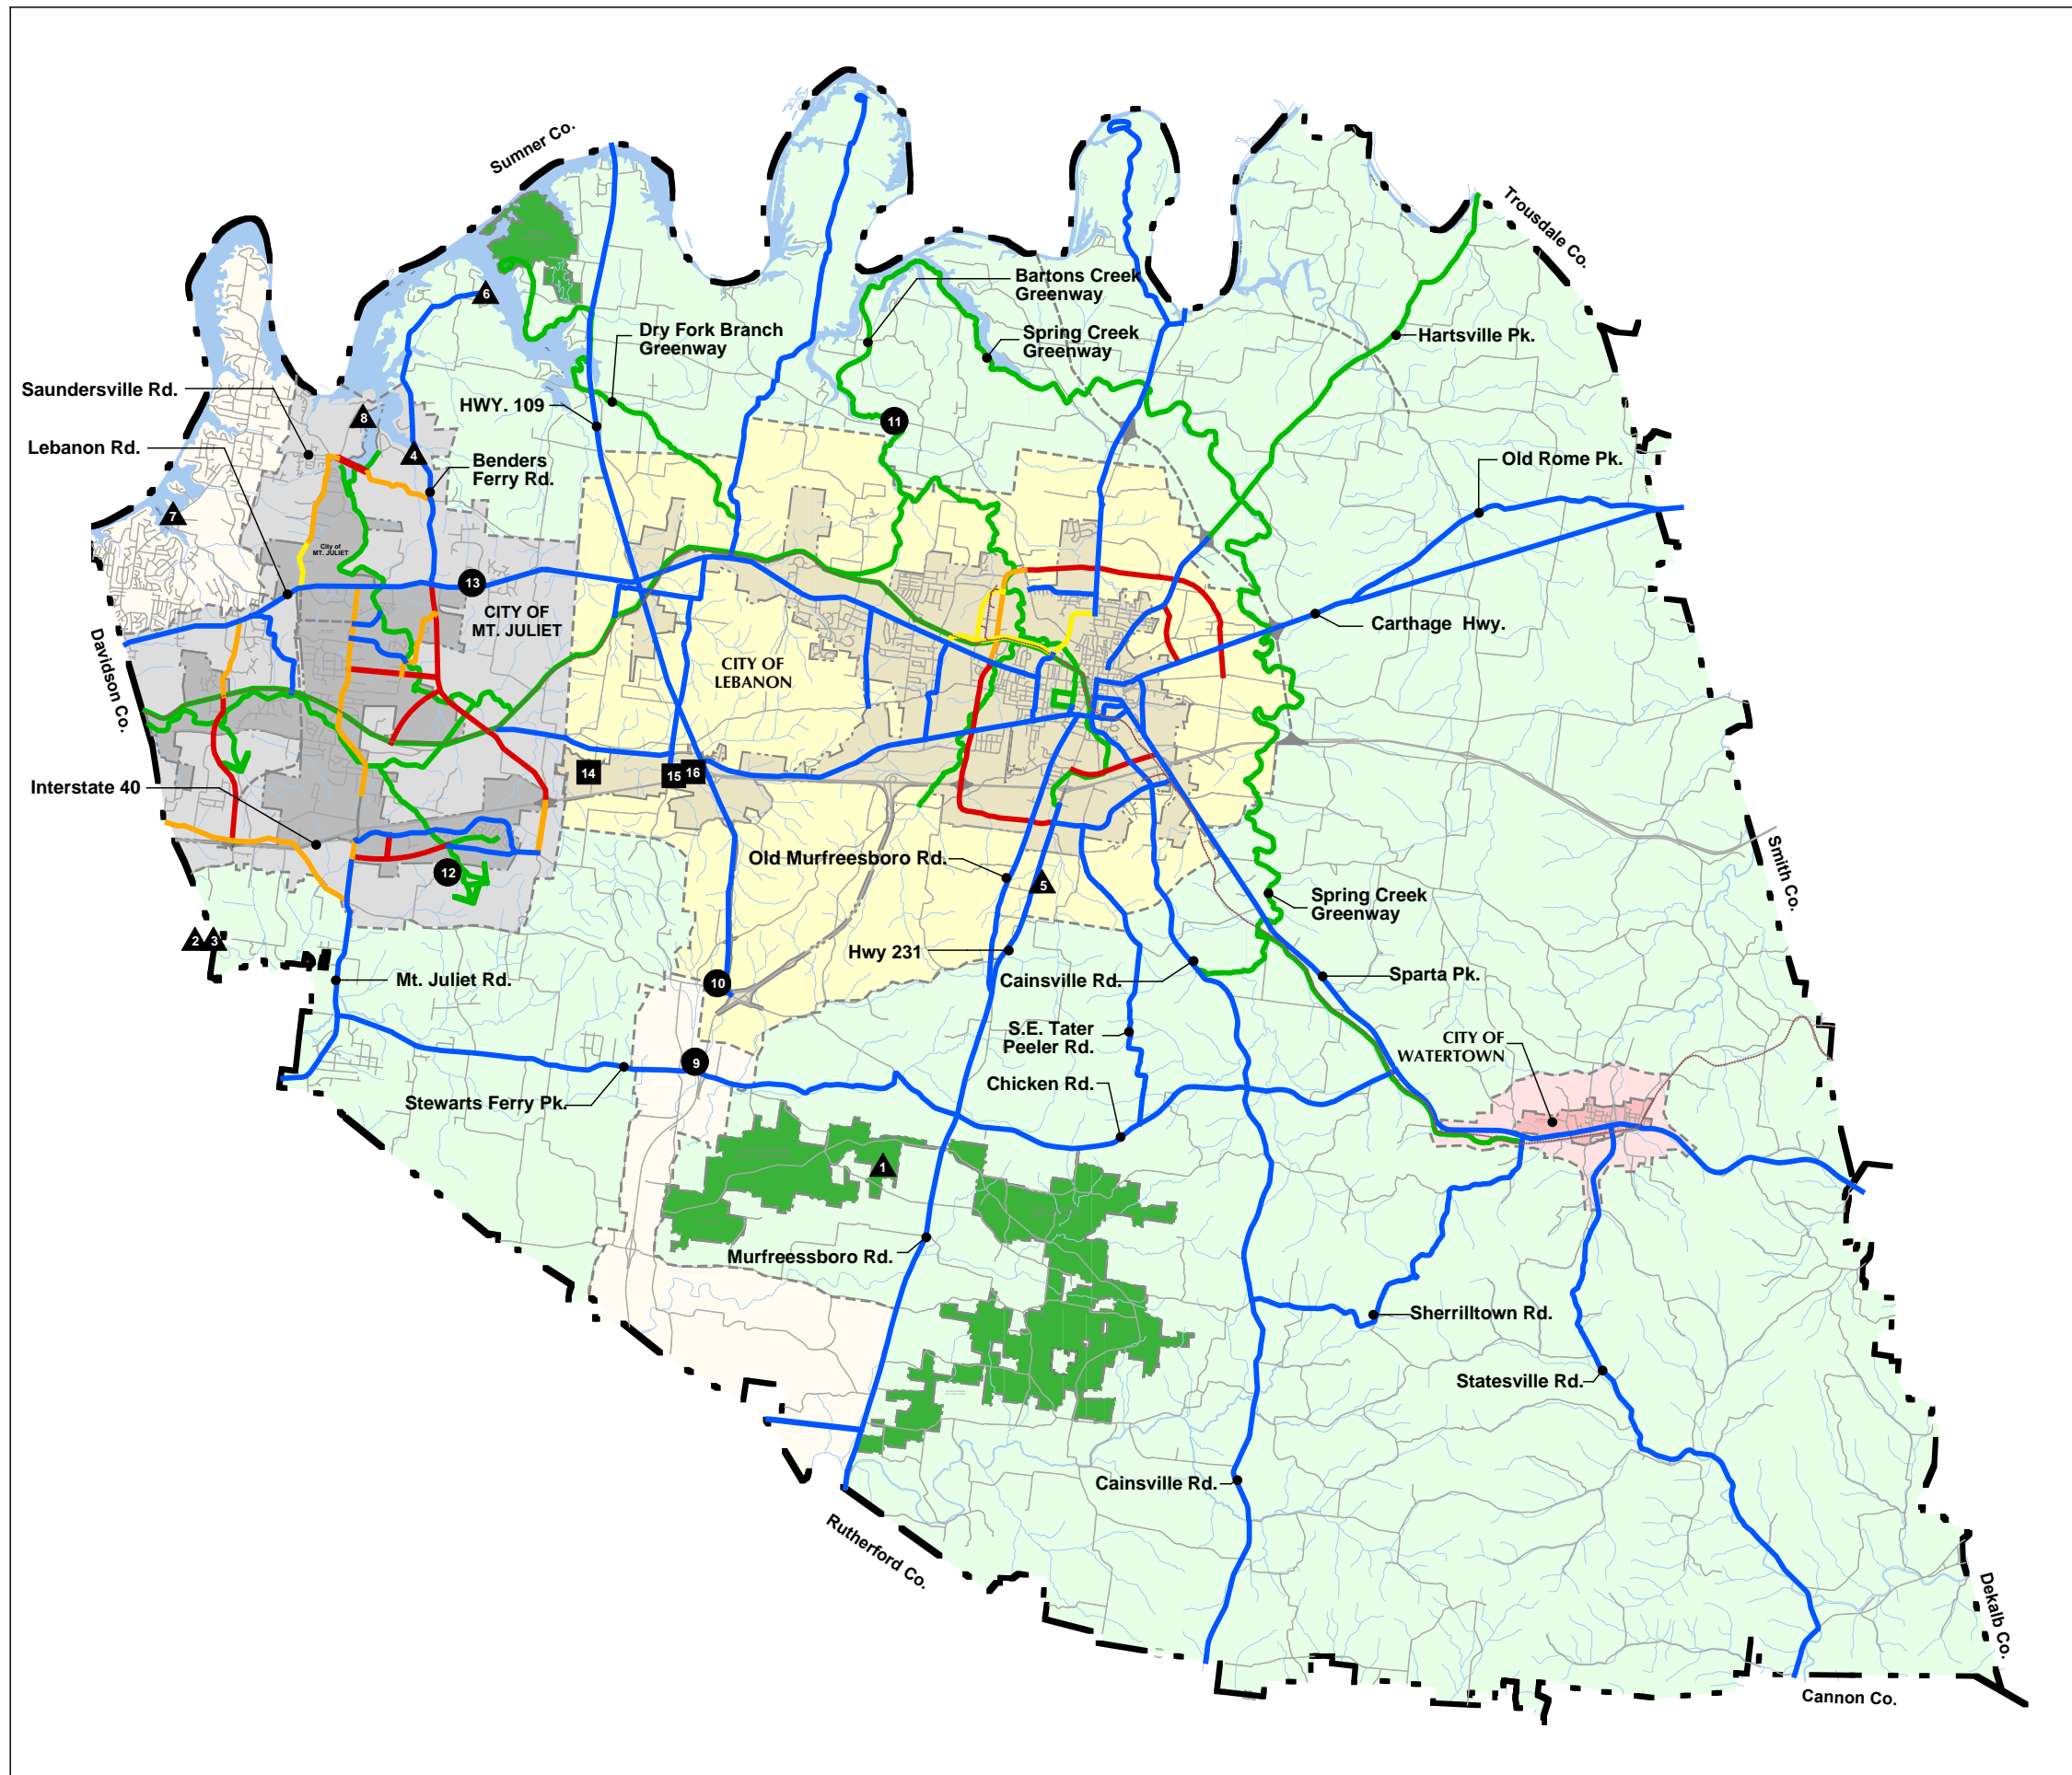 Sumner Co.
Trousdale Co.
6
Bartons Creek
Greenway
Dry Fork Branch
Greenway
Spring Creek
Greenway
Hartsville Pk.
Saundersville Rd.
8
HWY. 109
11
Lebanon Rd.
4
Benders
Ferry Rd.
Old Rome Pk.
7
City of
MT. JULIET
13
CITY OF
MT. JULIET
Carthage Hwy.
Davidson Co.
CITY OF
LEBANON
14
15
16
Interstate 40
Old Murfreesboro Rd.
5
12
Smith Co.
Spring Creek
Greenway
2
3
Hwy 231
Mt. Juliet Rd.
10
Cainsville Rd.
Sparta Pk.
S.E. Tater
Peeler Rd.
CITY OF
WATERTOWN
9
Chicken Rd.
Stewarts Ferry Pk.
1
Murfreessboro Rd.
Sherrilltown Rd.
Statesville Rd.
Cainsville Rd.
Rutherford Co.
Dekalb Co.
Cannon Co.